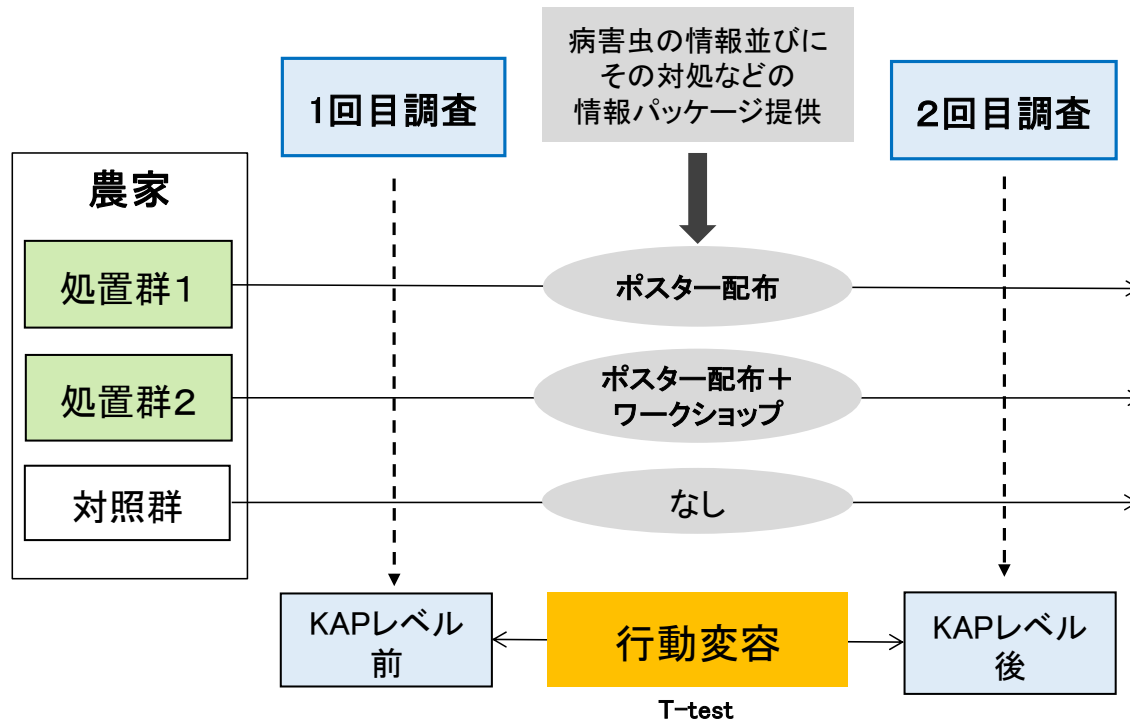 病害虫の情報並びに
その対処などの
情報パッケージ提供
1回目調査
2回目調査
農家
処置群1
ポスター配布
処置群2
ポスター配布+
ワークショップ
対照群
なし
KAPレベル
前
行動変容
KAPレベル
後
T-test